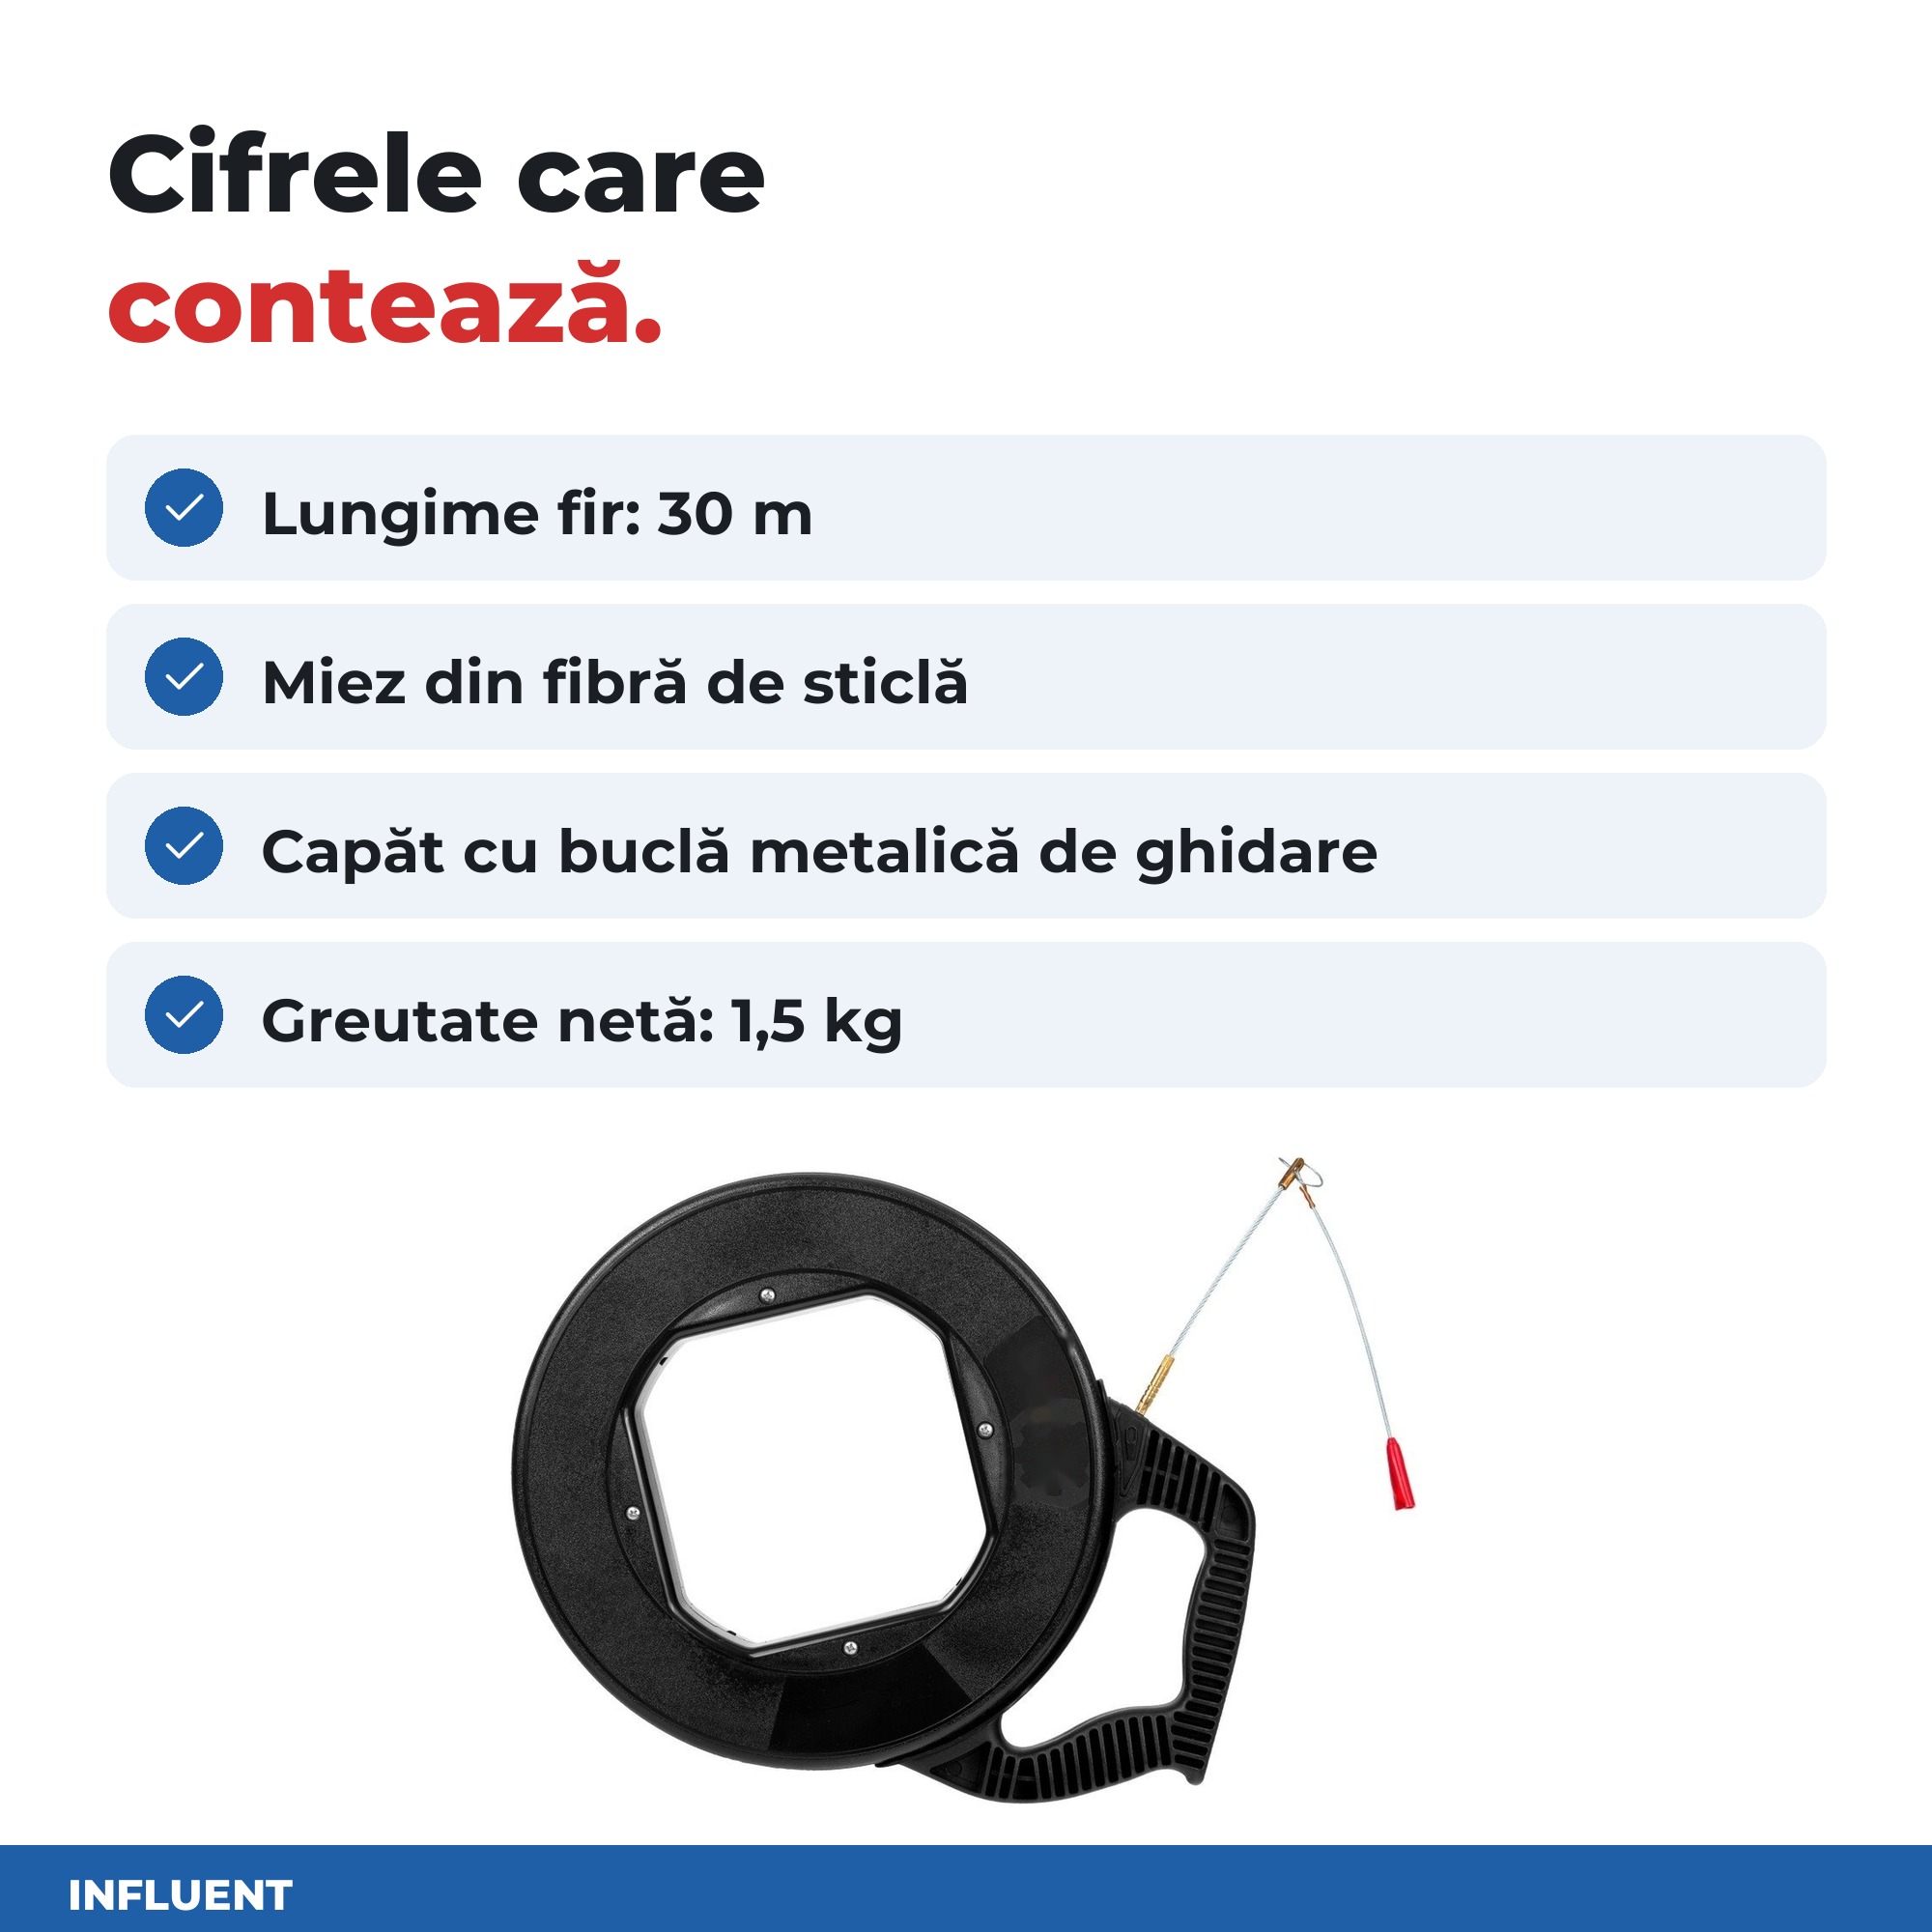 Cifrele care
contează.
Lungime fir: 30 m
Miez din fibră de sticlă
Capăt cu buclă metalică de ghidare
Greutate netă: 1,5 kg
INFLUENT